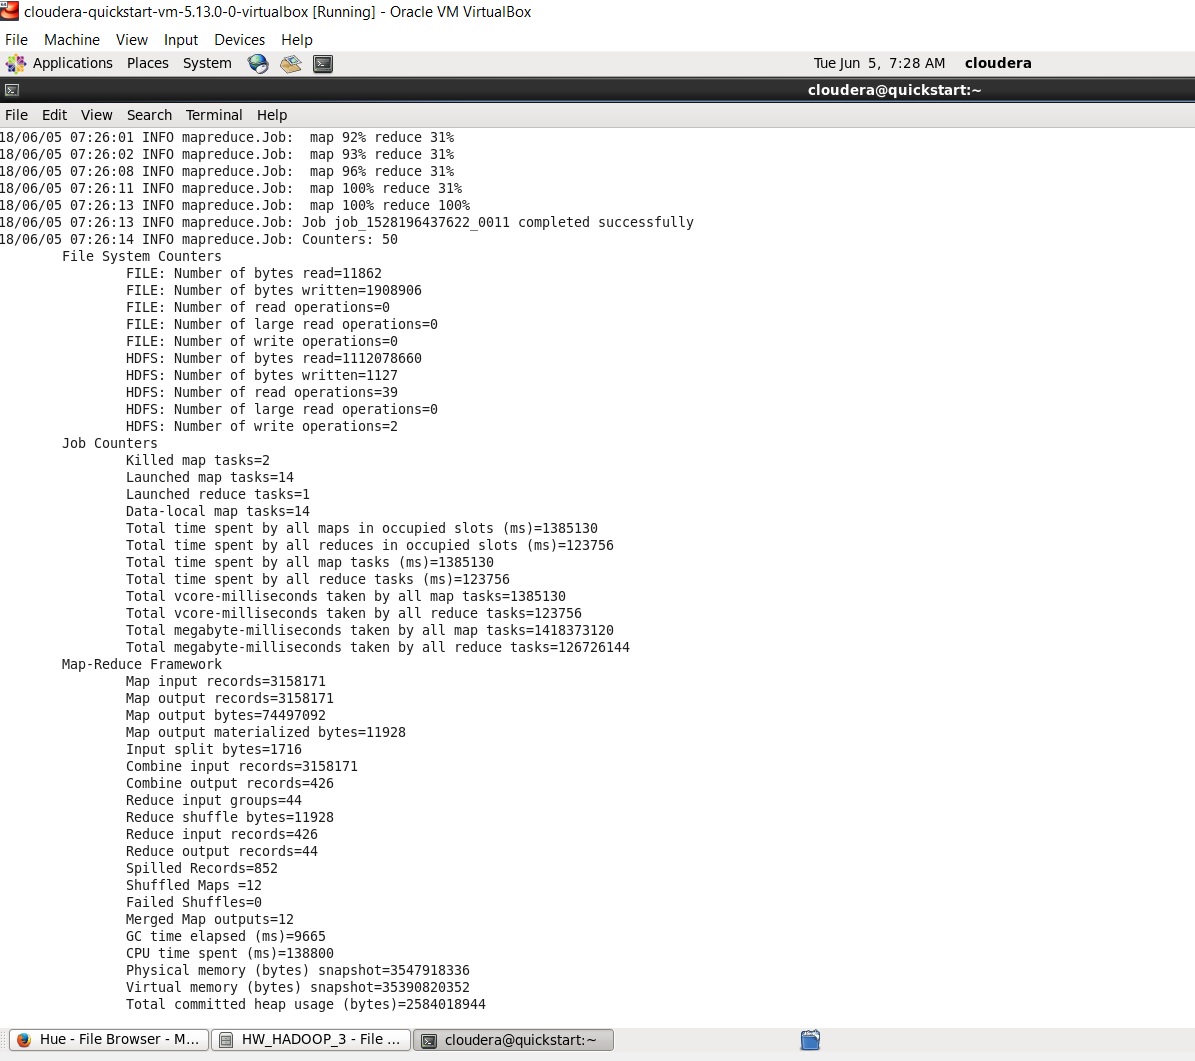 cloudera-quickstart-vm-5.13.0-0-virtualbox [Running] - Oracle VM VirtualBox
File Machine View Input Devices Help
Applications Places System Tue Jun 5, 7:28 AM cloudera
cloudera@quickstart:~
File Edit View Search Terminal Help
18/06/05 07:26:01 INFO mapreduce.Job:  map 92% reduce 31%
18/06/05 07:26:02 INFO mapreduce.Job:  map 93% reduce 31%
18/06/05 07:26:08 INFO mapreduce.Job:  map 96% reduce 31%
18/06/05 07:26:11 INFO mapreduce.Job:  map 100% reduce 31%
18/06/05 07:26:13 INFO mapreduce.Job:  map 100% reduce 100%
18/06/05 07:26:13 INFO mapreduce.Job: Job job_1528196437622_0011 completed successfully
18/06/05 07:26:14 INFO mapreduce.Job: Counters: 50
File System Counters
FILE: Number of bytes read=11862
FILE: Number of bytes written=1908906
FILE: Number of read operations=0
FILE: Number of large read operations=0
FILE: Number of write operations=0
HDFS: Number of bytes read=1112078660
HDFS: Number of bytes written=1127
HDFS: Number of read operations=39
HDFS: Number of large read operations=0
HDFS: Number of write operations=2
Job Counters
Killed map tasks=2
Launched map tasks=14
Launched reduce tasks=1
Data-local map tasks=14
Total time spent by all maps in occupied slots (ms)=1385130
Total time spent by all reduces in occupied slots (ms)=123756
Total time spent by all map tasks (ms)=1385130
Total time spent by all reduce tasks (ms)=123756
Total vcore-milliseconds taken by all map tasks=1385130
Total vcore-milliseconds taken by all reduce tasks=123756
Total megabyte-milliseconds taken by all map tasks=1418373120
Total megabyte-milliseconds taken by all reduce tasks=126726144
Map-Reduce Framework
Map input records=3158171
Map output records=3158171
Map output bytes=74497092
Map output materialized bytes=11928
Input split bytes=1716
Combine input records=3158171
Combine output records=426
Reduce input groups=44
Reduce shuffle bytes=11928
Reduce input records=426
Reduce output records=44
Spilled Records=852
Shuffled Maps =12
Failed Shuffles=0
Merged Map outputs=12
GC time elapsed (ms)=9665
CPU time spent (ms)=138800
Physical memory (bytes) snapshot=3547918336
Virtual memory (bytes) snapshot=35390820352
Total committed heap usage (bytes)=2584018944
Hue - File Browser - M... HW_HADOOP_3 - File ... cloudera@quickstart:~